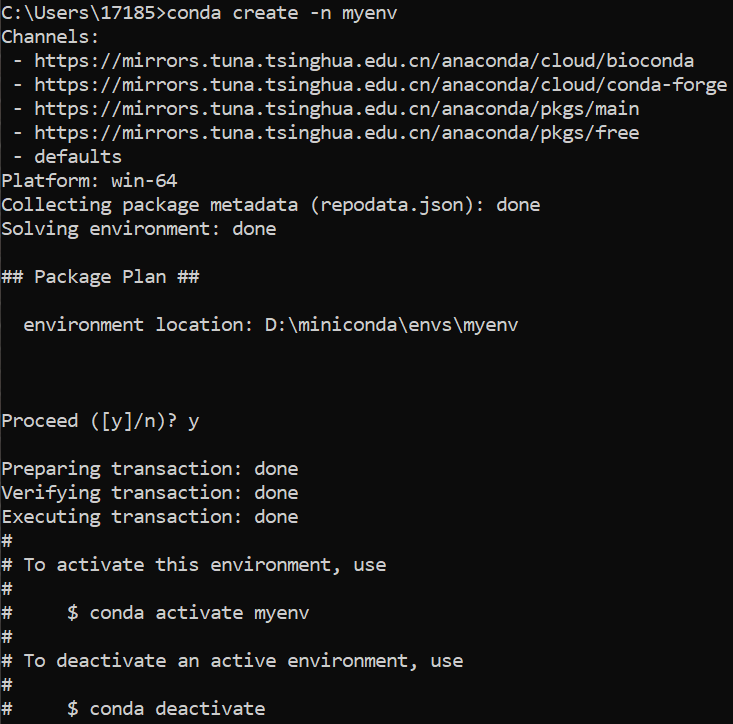 C:\Users\17185>conda create -n myenv
Channels:
 - https://mirrors.tuna.tsinghua.edu.cn/anaconda/cloud/bioconda
 - https://mirrors.tuna.tsinghua.edu.cn/anaconda/cloud/conda-forge
 - https://mirrors.tuna.tsinghua.edu.cn/anaconda/pkgs/main
 - https://mirrors.tuna.tsinghua.edu.cn/anaconda/pkgs/free
 - defaults
Platform: win-64
Collecting package metadata (repodata.json): done
Solving environment: done
## Package Plan ##
  environment location: D:\miniconda\envs\myenv
Proceed ([y]/n)? y
Preparing transaction: done
Verifying transaction: done
Executing transaction: done
#
# To activate this environment, use
#
#     $ conda activate myenv
#
# To deactivate an active environment, use
#
#     $ conda deactivate